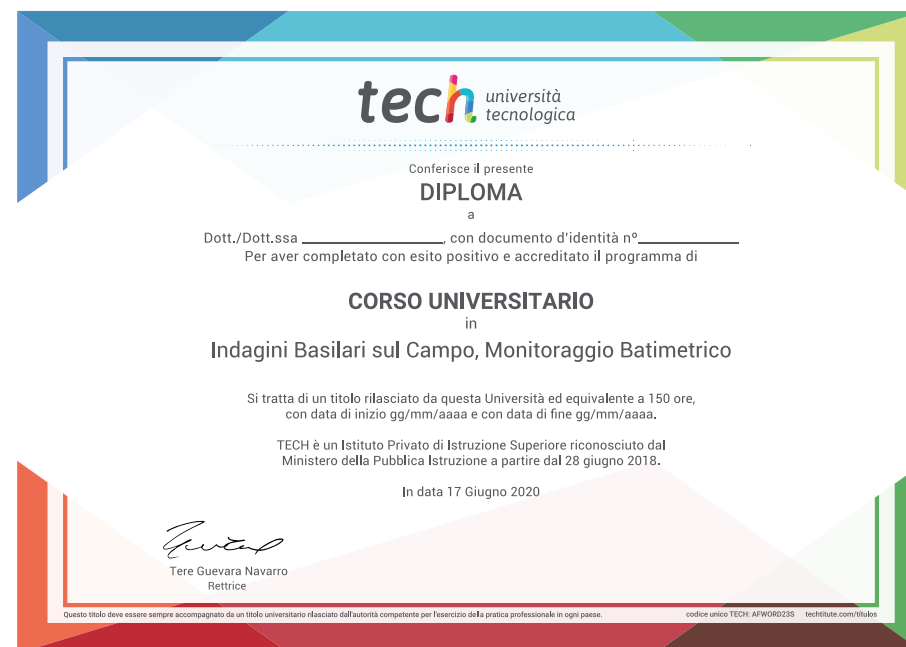 tech università
tecnologica
Conferisce il presente
DIPLOMA
a
Dott./Dott.ssa ____________________, con documento d'identità nº______________
Per aver completato con esito positivo e accreditato il programma di
CORSO UNIVERSITARIO
in
Indagini Basilari sul Campo, Monitoraggio Batimetrico
Si tratta di un titolo rilasciato da questa Università ed equivalente a 150 ore,
con data di inizio gg/mm/aaaa e con data di fine gg/mm/aaaa.
TECH è un Istituto Privato di Istruzione Superiore riconosciuto dal
Ministero della Pubblica Istruzione a partire dal 28 giugno 2018.
In data 17 Giugno 2020
Tere Guevara Navarro
Rettrice
Questo titolo deve essere sempre accompagnato da un titolo universitario rilasciato dall'autorità competente per l'esercizio della pratica professionale in ogni paese. codice unico TECH: AFWORD23S techtitute.com/titulos